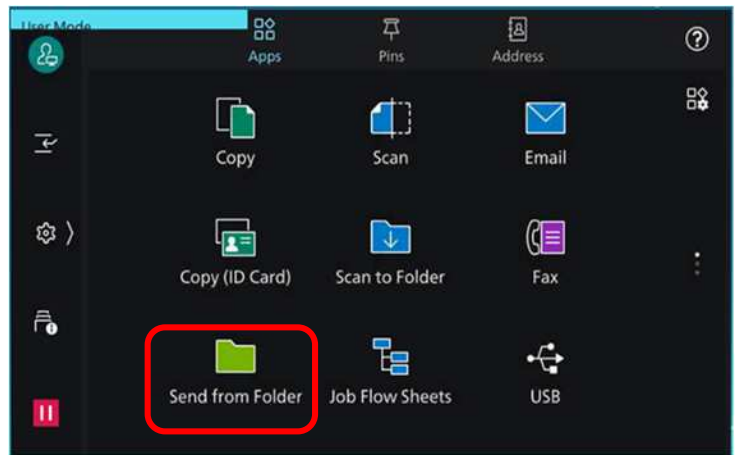 User Mode
Apps
Pins
Address
Copy
Scan
Email
Copy (ID Card)
Scan to Folder
Fax
Send from Folder
Job Flow Sheets
USB